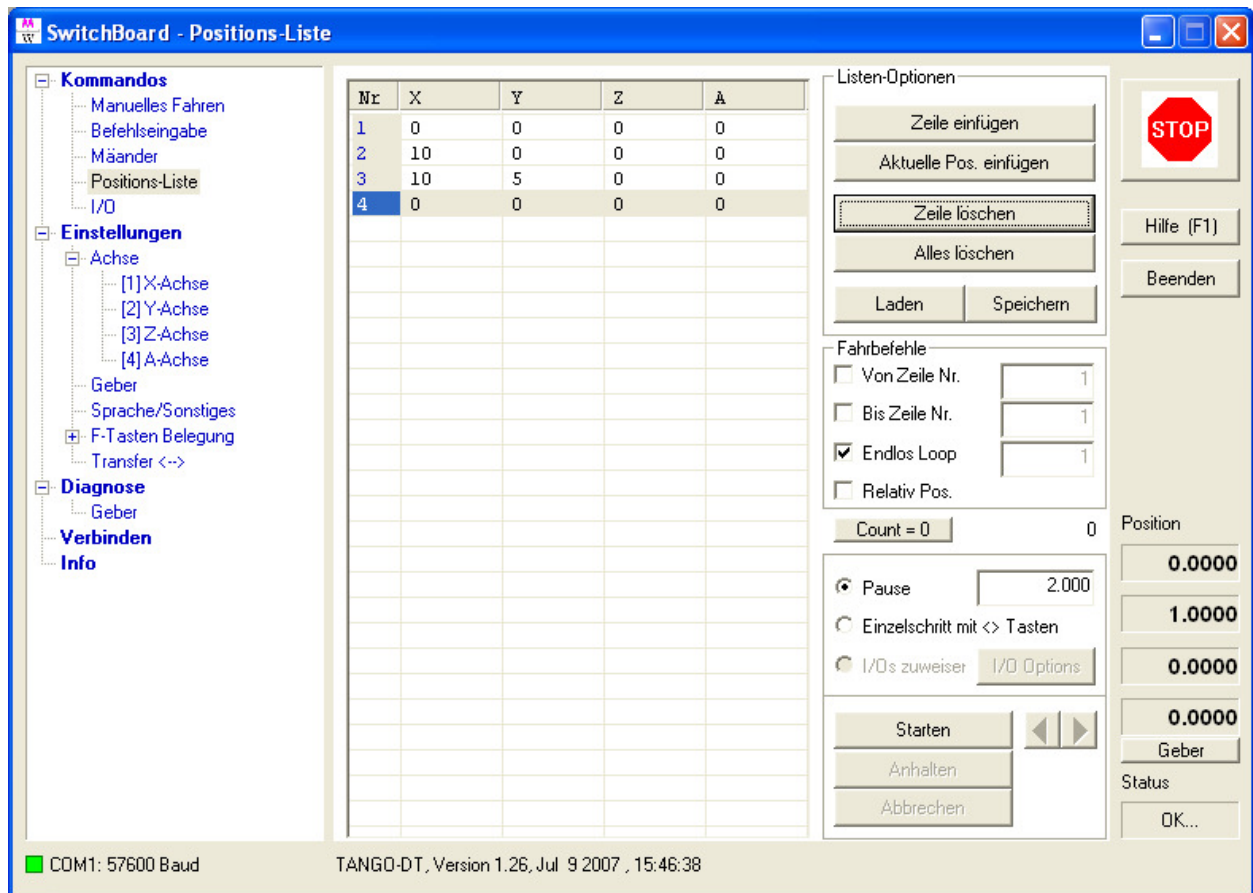 SwitchBoard - Positions-Liste
Kommandos
Manuelles Fahren
Befehlseingabe
Mäander
Positions-Liste
I/O
Einstellungen
Achse
[1] X-Achse
[2] Y-Achse
[3] Z-Achse
[4] A-Achse
Geber
Sprache/Sonstiges
F-Tasten Belegung
Transfer <-->
Diagnose
Geber
Verbinden
Info
Nr X Y Z A
1 0 0 0 0
2 10 0 0 0
3 10 5 0 0
4 0 0 0 0
Listen-Optionen
Zeile einfügen
Aktuelle Pos. einfügen
Zeile löschen
Alles löschen
Laden Speichern
Fahrbefehle
Von Zeile Nr. 1
Bis Zeile Nr. 1
Endlos Loop 1
Relativ Pos.
Count = 0 0
Pause 2.000
Einzelschritt mit <> Tasten
I/Os zuweiser I/O Options
Starten
Anhalten
Abbrechen
STOP
Hilfe (F1)
Beenden
Position
0.0000
1.0000
0.0000
0.0000
Geber
Status
OK...
COM1: 57600 Baud TANGO-DT, Version 1.26, Jul 9 2007 , 15:46:38